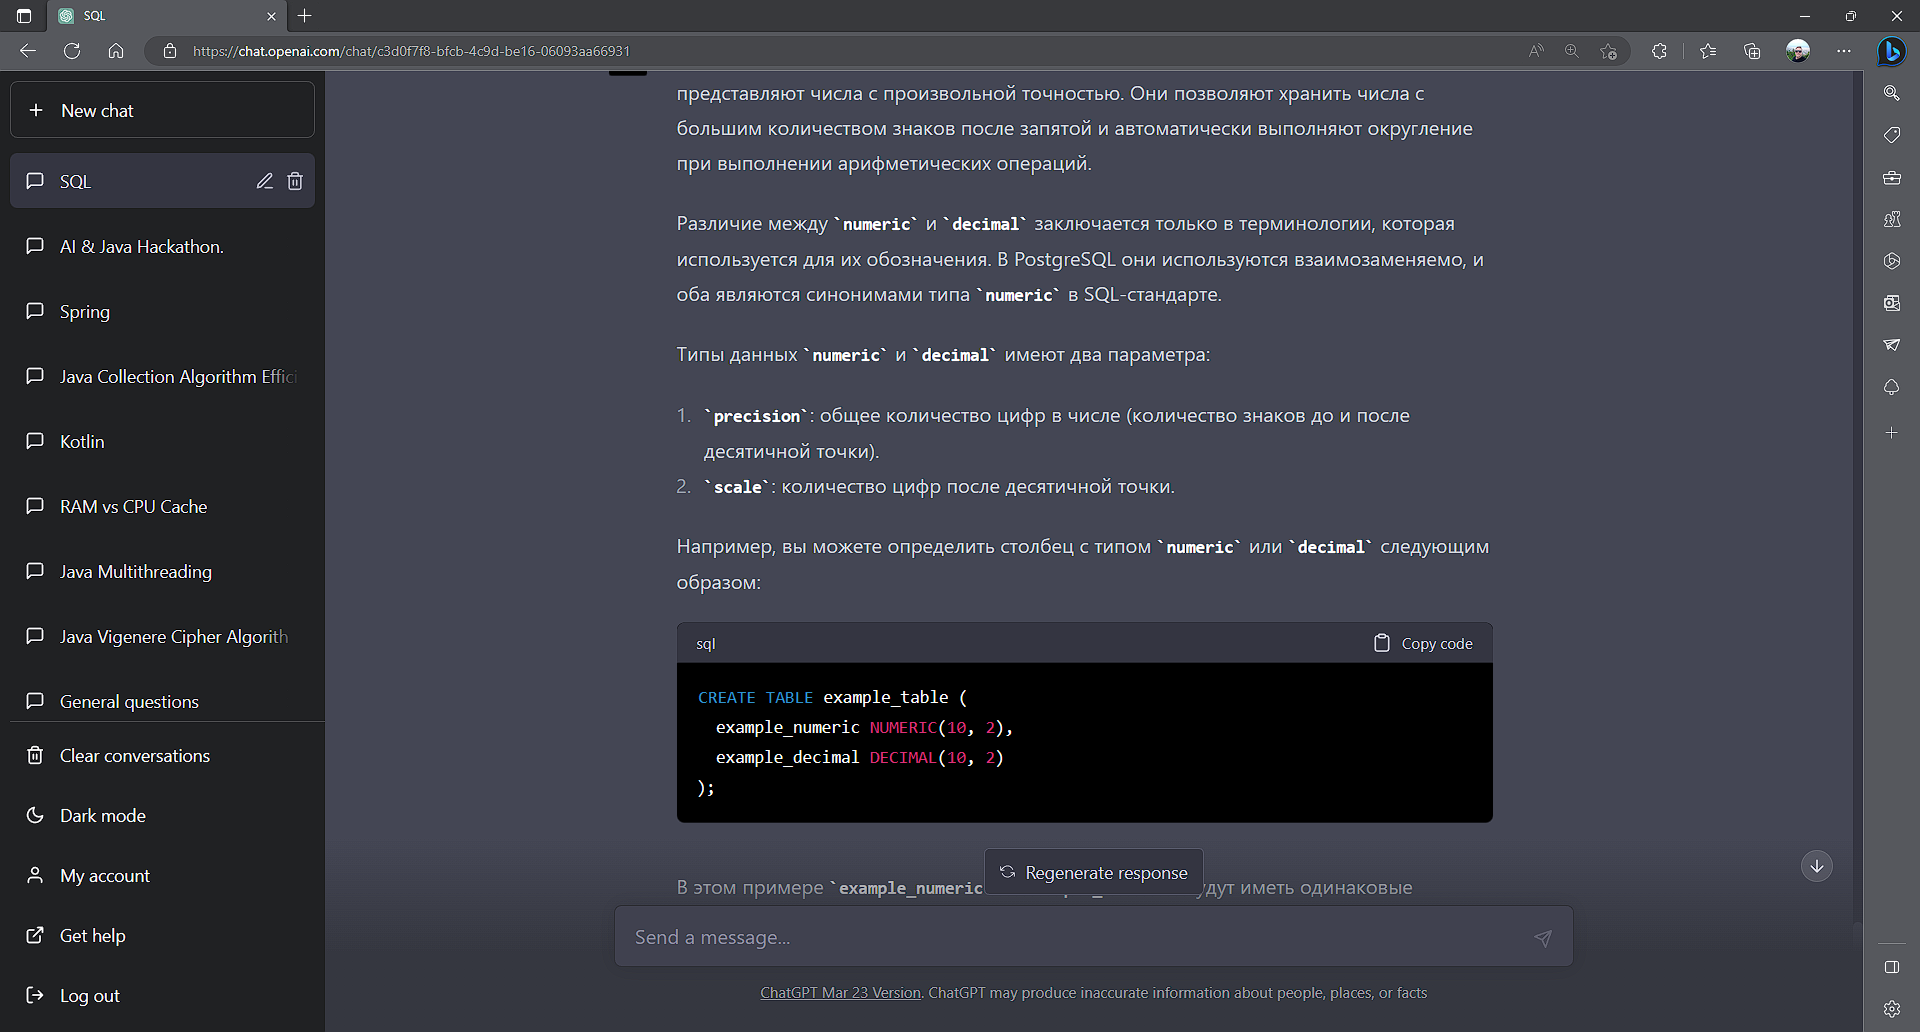 SQL
https://chat.openai.com/chat/c3d0f7f8-bfcb-4c9d-be16-06093aa66931
New chat
SQL
AI & Java Hackathon.
Spring
Java Collection Algorithm Effici
Kotlin
RAM vs CPU Cache
Java Multithreading
Java Vigenere Cipher Algorith
General questions
Clear conversations
Dark mode
My account
Get help
Log out
представляют числа с произвольной точностью. Они позволяют хранить числа с
большим количеством знаков после запятой и автоматически выполняют округление
при выполнении арифметических операций.
Различие между `numeric` и `decimal` заключается только в терминологии, которая
используется для их обозначения. В PostgreSQL они используются взаимозаменяемо, и
оба являются синонимами типа `numeric` в SQL-стандарте.
Типы данных `numeric` и `decimal` имеют два параметра:
1. `precision`: общее количество цифр в числе (количество знаков до и после
десятичной точки).
2. `scale`: количество цифр после десятичной точки.
Например, вы можете определить столбец с типом `numeric` или `decimal` следующим
образом:
sql
Copy code
CREATE TABLE example_table (
example_numeric NUMERIC(10, 2),
example_decimal DECIMAL(10, 2)
);
В этом примере `example_numeric удут иметь одинаковые
Regenerate response
Send a message...
ChatGPT Mar 23 Version. ChatGPT may produce inaccurate information about people, places, or facts